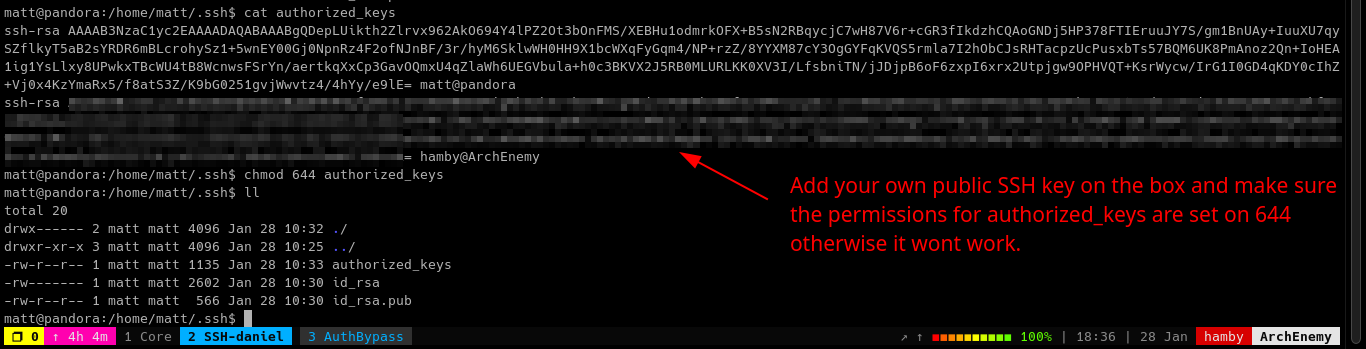 matt@pandora:/home/matt/.ssh$ cat authorized_keys
ssh-rsa AAAAB3NzaC1yc2EAAAADAQABAAABgQDepLUikth2Zlrvx962AkO694Y4lPZ2Ot3bOnFMS/XEBHu1odmrkOFX+B5sN2RBqycjC7wH87V6r+cGR3fIkdzhCQAoGNDj5HP378FTIEruuJY7S/gm1BnUAy+IuuXU7qy
SZflkyT5aB2sYRDR6mBLcrohySz1+5wnEY00Gj0NpnRz4F2ofNJnBF/3r/hyM6SklwWH0HH9X1bcWXqFyGqm4/NP+rzZ/8YYXM87cY3OgGYFqKVQS5rmla7I2hObCJsRHTacpzUcPusxbTs57BQM6UK8PmAnoz2Qn+IoHEA
1ig1YsLlxy8UPwkxTBcWU4tB8WcnwsFSrYn/aertkqXxCp3GavOQmxU4qZlaWh6UEGVbula+h0c3BKVX2J5RB0MLURLKK0XV3I/LfsbniTN/jJDjpB6oF6zxpI6xrx2Utpjgw9OPHVQT+KsrWycw/IrG1I0GD4qKDY0cIhZ
+Vj0x4KzYmaRx5/f8atS3Z/K9bG0251gvjWwvtz4/4hYy/e9lE= matt@pandora
ssh-rsa
= hamby@ArchEnemy
matt@pandora:/home/matt/.ssh$ chmod 644 authorized_keys
matt@pandora:/home/matt/.ssh$ ll
total 20
drwx------ 2 matt matt 4096 Jan 28 10:32 ./
drwxr-xr-x 3 matt matt 4096 Jan 28 10:25 ../
-rw-r--r-- 1 matt matt 1135 Jan 28 10:33 authorized_keys
-rw------- 1 matt matt 2602 Jan 28 10:30 id_rsa
-rw-r--r-- 1 matt matt  566 Jan 28 10:30 id_rsa.pub
matt@pandora:/home/matt/.ssh$
Add your own public SSH key on the box and make sure
the permissions for authorized_keys are set on 644
otherwise it wont work.
0 ↑ 4h 4m 1 Core 2 SSH-daniel 3 AuthBypass ↗ ↑ 100% | 18:36 | 28 Jan hamby ArchEnemy